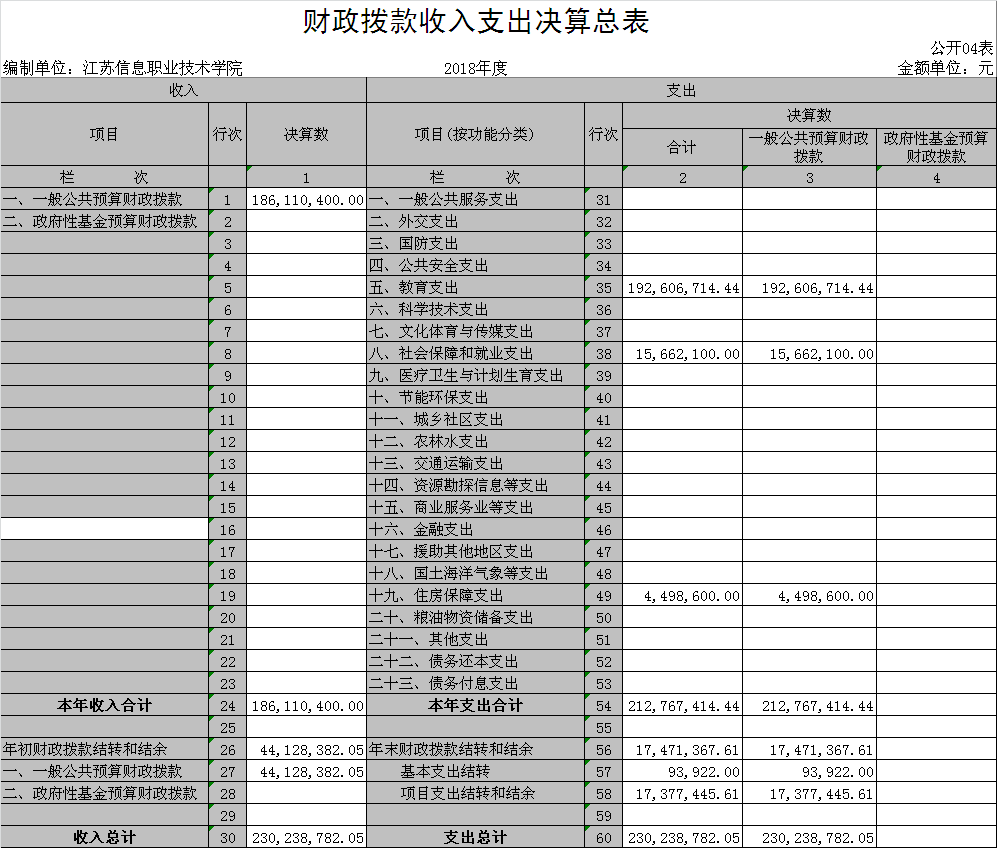 财政拨款收入支出决算总表
公开04表
编制单位：江苏信息职业技术学院 2018年度 金额单位：元
收入 支出
项目 行次 决算数 项目(按功能分类) 行次 决算数
合计 一般公共预算财政拨款 政府性基金预算财政拨款
栏 次 1 栏 次 2 3 4
一、一般公共预算财政拨款 1 186,110,400.00 一、一般公共服务支出 31
二、政府性基金预算财政拨款 2 二、外交支出 32
3 三、国防支出 33
4 四、公共安全支出 34
5 五、教育支出 35 192,606,714.44 192,606,714.44
6 六、科学技术支出 36
7 七、文化体育与传媒支出 37
8 八、社会保障和就业支出 38 15,662,100.00 15,662,100.00
9 九、医疗卫生与计划生育支出 39
10 十、节能环保支出 40
11 十一、城乡社区支出 41
12 十二、农林水支出 42
13 十三、交通运输支出 43
14 十四、资源勘探信息等支出 44
15 十五、商业服务业等支出 45
16 十六、金融支出 46
17 十七、援助其他地区支出 47
18 十八、国土海洋气象等支出 48
19 十九、住房保障支出 49 4,498,600.00 4,498,600.00
20 二十、粮油物资储备支出 50
21 二十一、其他支出 51
22 二十二、债务还本支出 52
23 二十三、债务付息支出 53
本年收入合计 24 186,110,400.00 本年支出合计 54 212,767,414.44 212,767,414.44
25 55
年初财政拨款结转和结余 26 44,128,382.05 年末财政拨款结转和结余 56 17,471,367.61 17,471,367.61
一、一般公共预算财政拨款 27 44,128,382.05 基本支出结转 57 93,922.00 93,922.00
二、政府性基金预算财政拨款 28 项目支出结转和结余 58 17,377,445.61 17,377,445.61
29 59
收入总计 30 230,238,782.05 支出总计 60 230,238,782.05 230,238,782.05